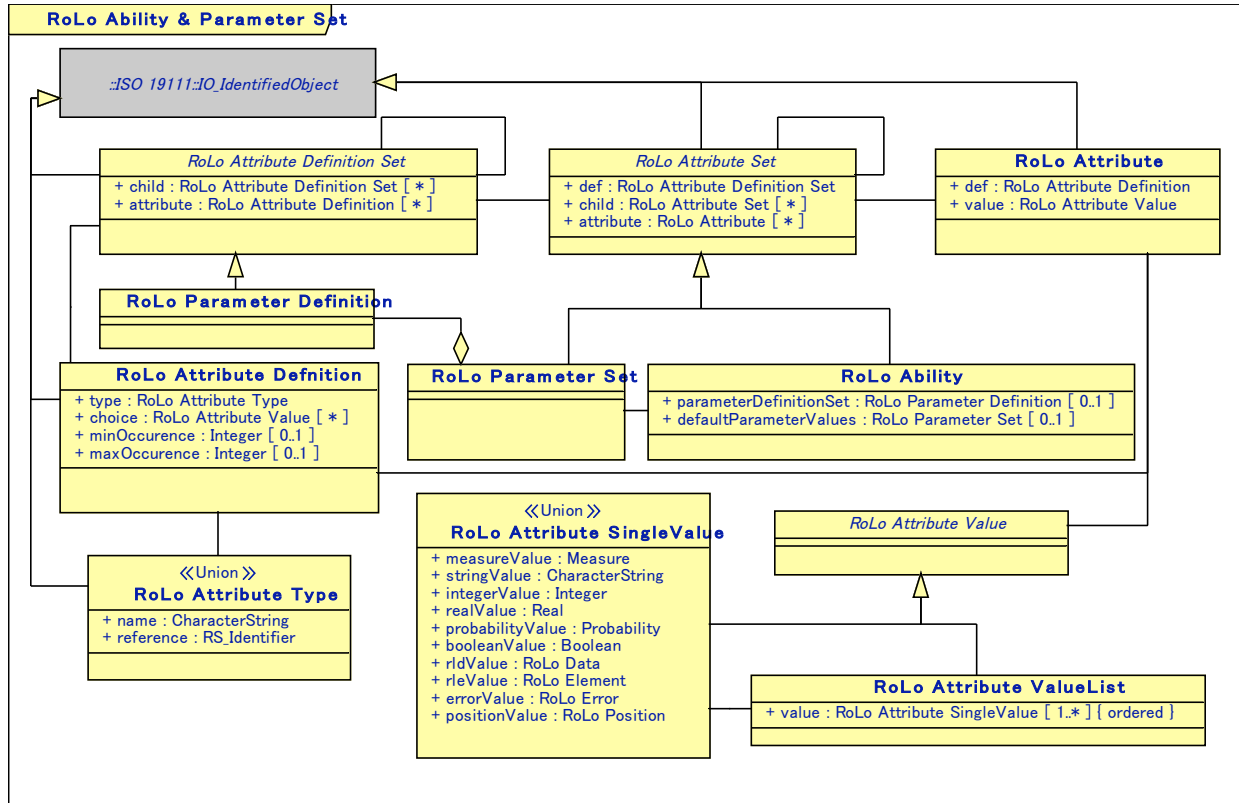 RoLo Ability & Parameter Set
::ISO 19111::IO_IdentifiedObject
RoLo Attribute Definition Set
+ child : RoLo Attribute Definition Set [ * ]
+ attribute : RoLo Attribute Definition [ * ]
RoLo Attribute Set
+ def : RoLo Attribute Definition Set
+ child : RoLo Attribute Set [ * ]
+ attribute : RoLo Attribute [ * ]
RoLo Attribute
+ def : RoLo Attribute Definition
+ value : RoLo Attribute Value
RoLo Parameter Definition
RoLo Attribute Defnition
+ type : RoLo Attribute Type
+ choice : RoLo Attribute Value [ * ]
+ minOccurence : Integer [ 0..1 ]
+ maxOccurence : Integer [ 0..1 ]
RoLo Parameter Set
RoLo Ability
+ parameterDefinitionSet : RoLo Parameter Definition [ 0..1 ]
+ defaultParameterValues : RoLo Parameter Set [ 0..1 ]
≪Union≫
RoLo Attribute Type
+ name : CharacterString
+ reference : RS_Identifier
≪Union≫
RoLo Attribute SingleValue
+ measureValue : Measure
+ stringValue : CharacterString
+ integerValue : Integer
+ realValue : Real
+ probabilityValue : Probability
+ booleanValue : Boolean
+ rldValue : RoLo Data
+ rleValue : RoLo Element
+ errorValue : RoLo Error
+ positionValue : RoLo Position
RoLo Attribute Value
RoLo Attribute ValueList
+ value : RoLo Attribute SingleValue [ 1..* ] { ordered }